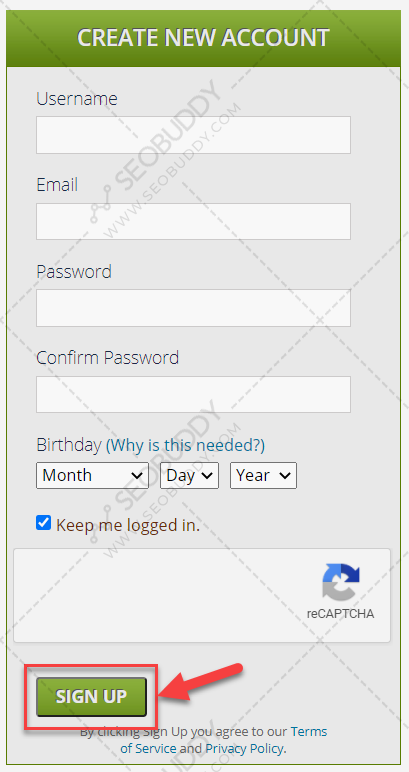 CREATE NEW ACCOUNT
Username
SEOBUDDY
WWW.SEOBUDDY.COM
Email
Password
Confirm Password
Birthday (Why is this needed?)
Month Day Year
SEOBUDDY
WWW.SEOBUDDY.COM
Keep me logged in.
reCAPTCHA
SIGN UP
By clicking Sign Up you agree to our Terms
of Service and Privacy Policy.